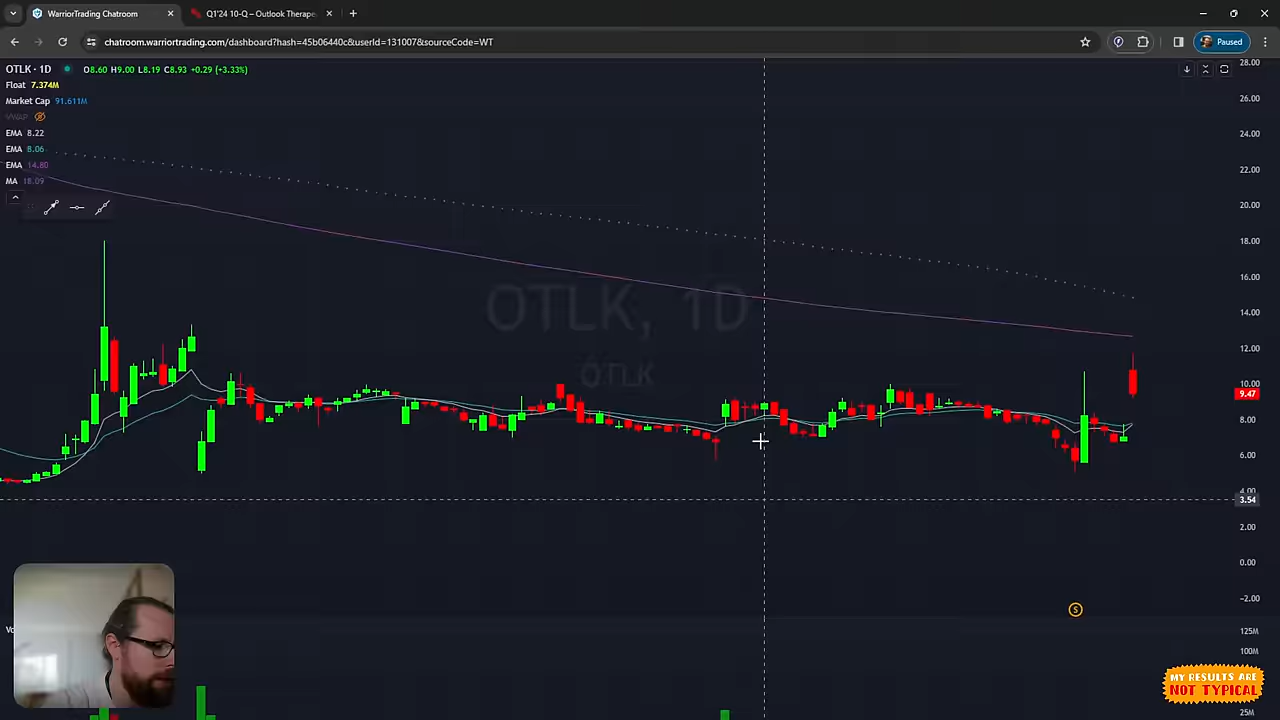 WarriorTrading Chatroom
Q1'24 10-Q – Outlook Therape
chatroom.warriortrading.com/dashboard?hash=45b06440c&userId=131007&sourceCode=WT
Paused
OTLK · 1D O8.60 H9.00 L8.19 C8.93 +0.29 (+3.33%)
Float 7.374M
Market Cap 91.611M
VWAP
EMA 8.22
EMA 8.06
EMA 14.80
MA 18.09
28.00
26.00
24.00
22.00
20.00
18.00
16.00
14.00
12.00
10.00
9.47
8.00
6.00
4.00
3.54
2.00
0.00
−2.00
OTLK, 1D
OTLK
S
125M
100M
25M
MY RESULTS ARE
NOT TYPICAL